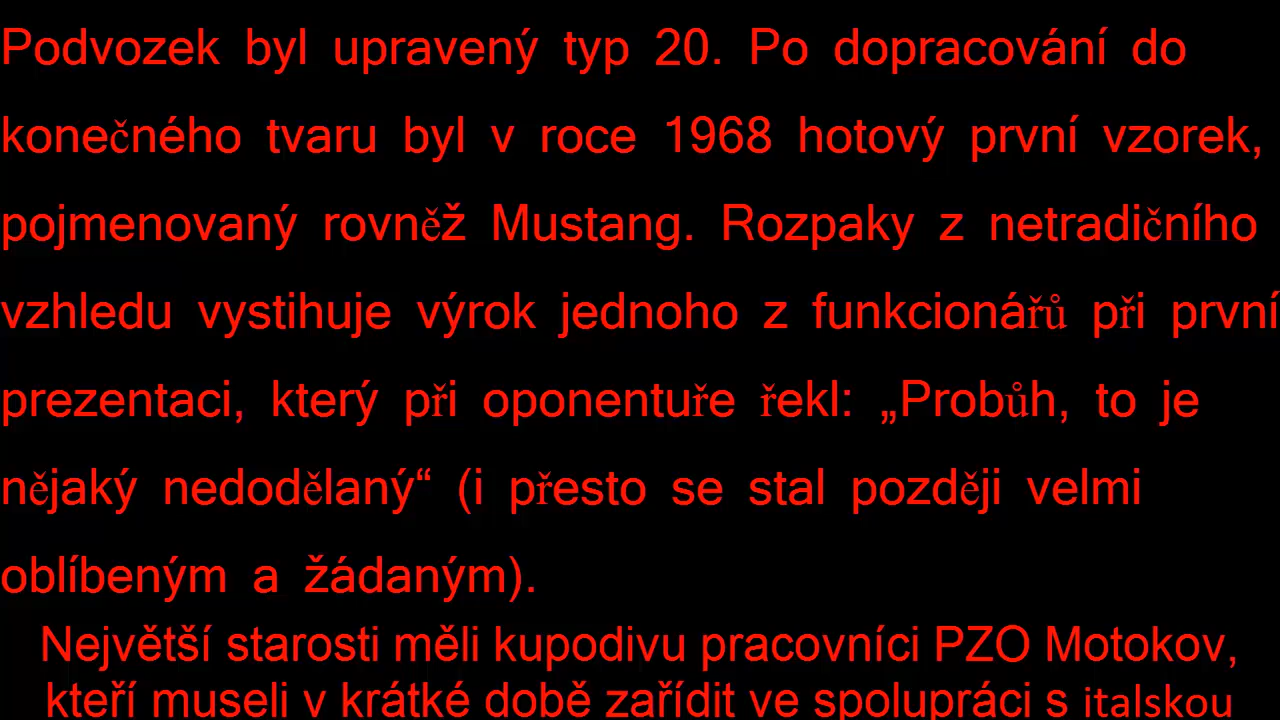 Podvozek byl upravený typ 20. Po dopracování do
konečného tvaru byl v roce 1968 hotový první vzorek,
pojmenovaný rovněž Mustang. Rozpaky z netradičního
vzhledu vystihuje výrok jednoho z funkcionářů při první
prezentaci, který při oponentuře řekl: „Probůh, to je
nějaký nedodělaný“ (i přesto se stal později velmi
oblíbeným a žádaným).
Největší starosti měli kupodivu pracovníci PZO Motokov,
kteří museli v krátké době zařídit ve spolupráci s italskou